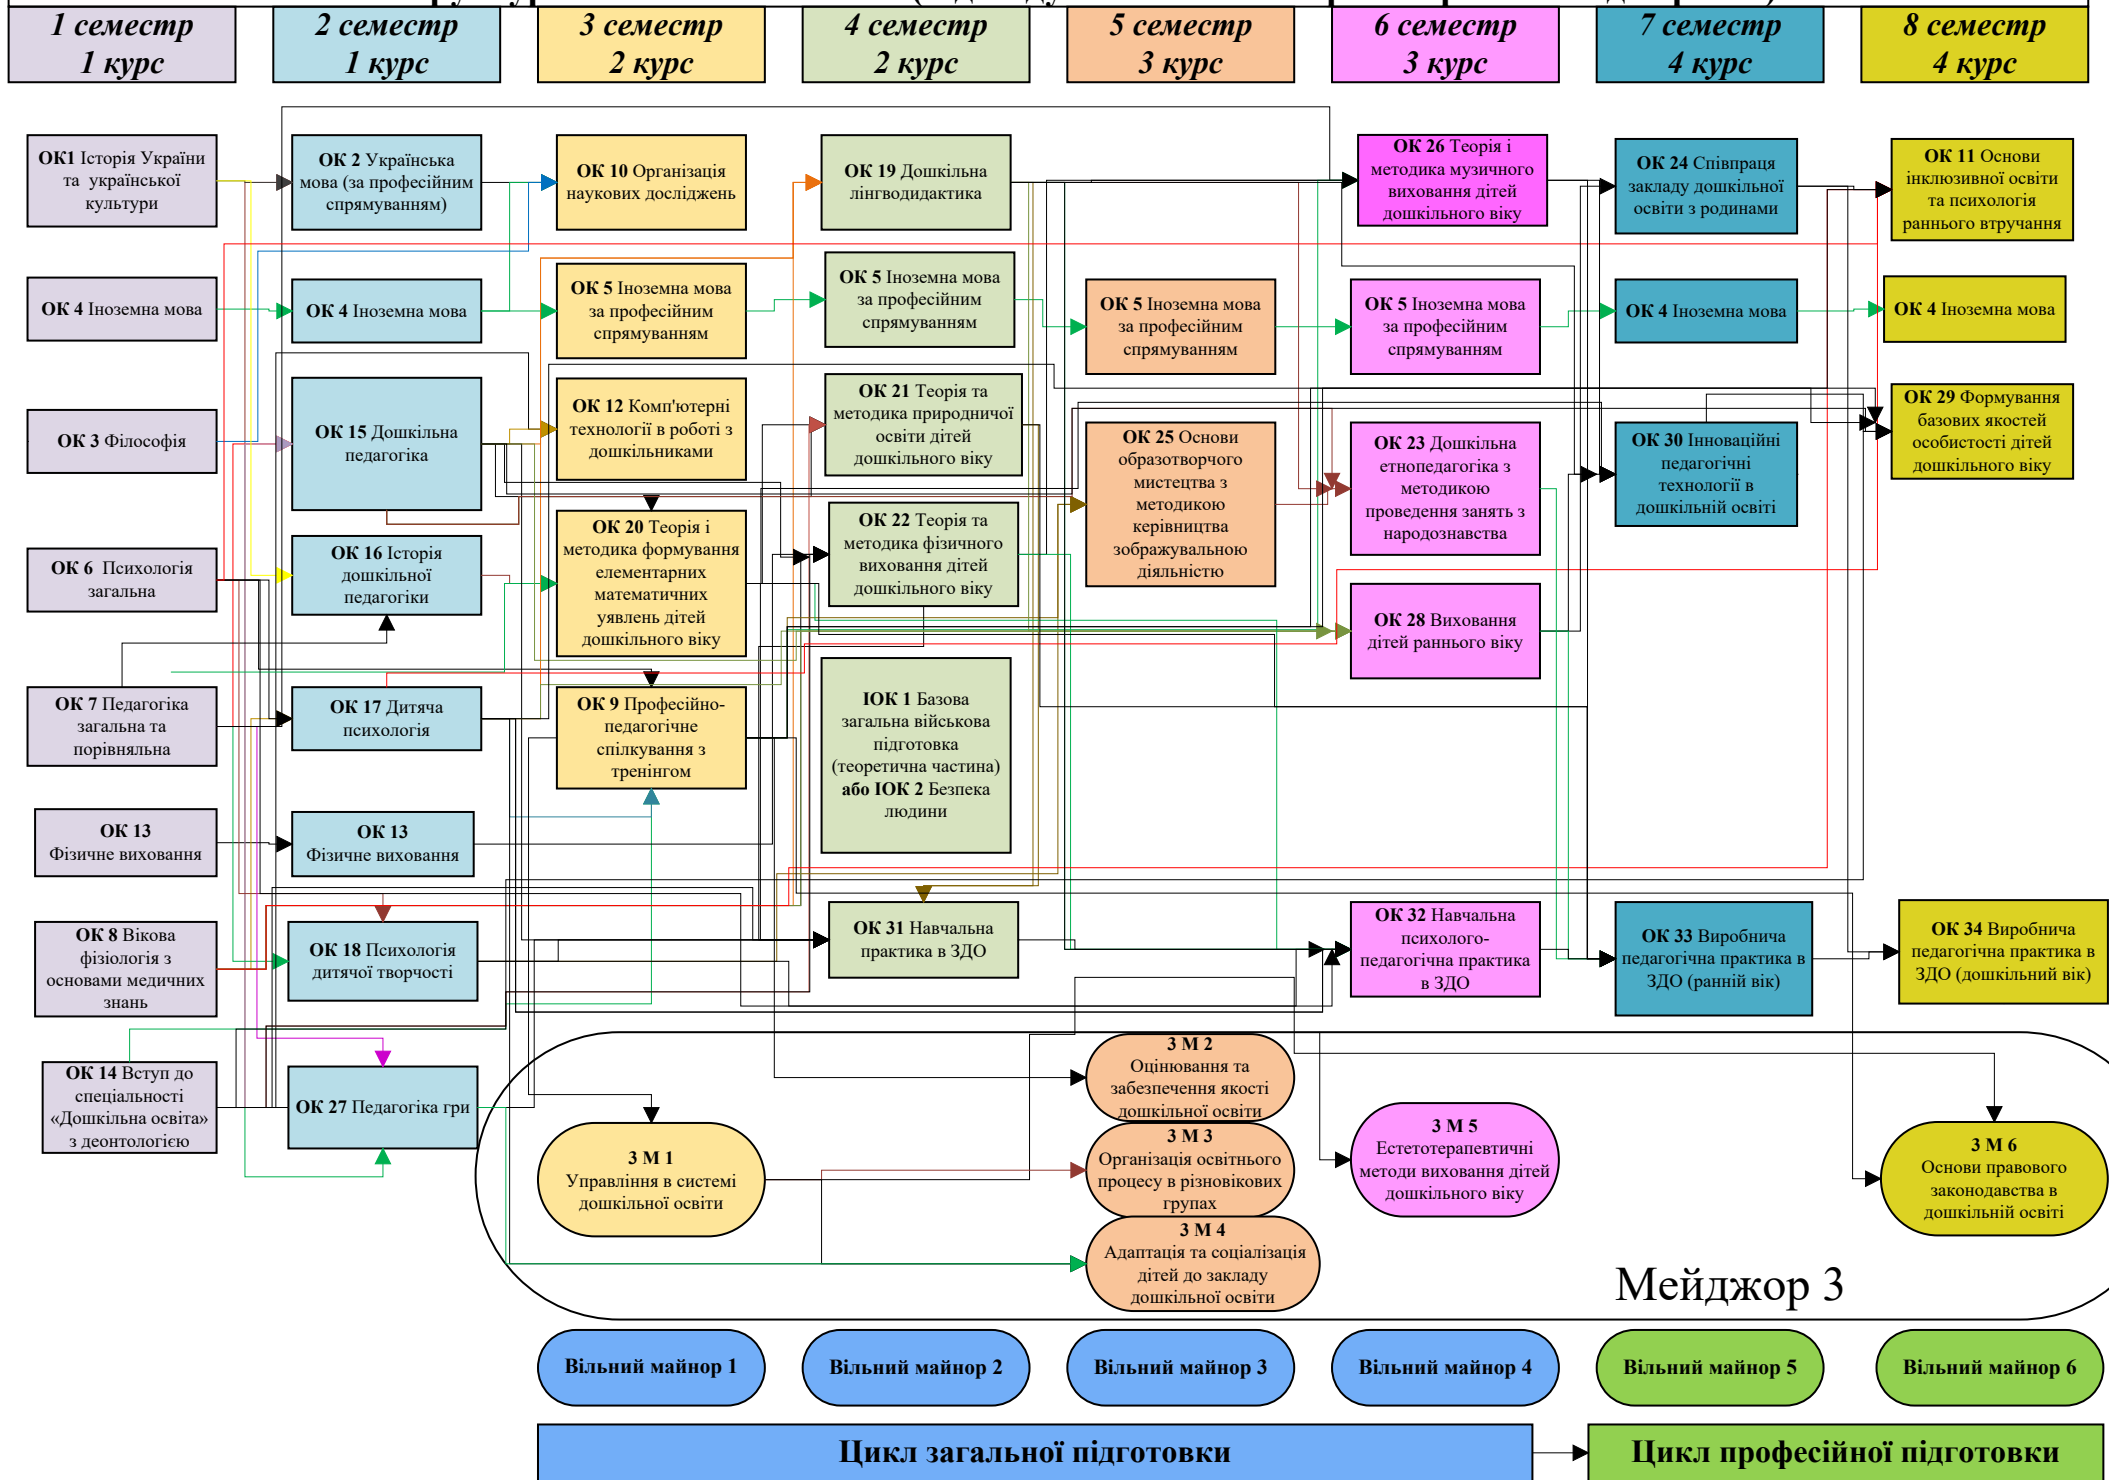 1 семестр
1 курс
2 семестр
1 курс
3 семестр
2 курс
4 семестр
2 курс
5 семестр
3 курс
6 семестр
3 курс
7 семестр
4 курс
8 семестр
4 курс
ОК1 Історія України
та української
культури
ОК 2 Українська
мова (за професійним
спрямуванням)
ОК 10 Організація
наукових досліджень
ОК 19 Дошкільна
лінгводидактика
ОК 26 Теорія і
методика музичного
виховання дітей
дошкільного віку
ОК 24 Співпраця
закладу дошкільної
освіти з родинами
ОК 11 Основи
інклюзивної освіти
та психологія
раннього втручання
ОК 4 Іноземна мова
ОК 4 Іноземна мова
ОК 5 Іноземна мова
за професійним
спрямуванням
ОК 5 Іноземна мова
за професійним
спрямуванням
ОК 5 Іноземна мова
за професійним
спрямуванням
ОК 5 Іноземна мова
за професійним
спрямуванням
ОК 4 Іноземна мова
ОК 4 Іноземна мова
ОК 3 Філософія
ОК 15 Дошкільна
педагогіка
ОК 12 Комп'ютерні
технології в роботі з
дошкільниками
ОК 21 Теорія та
методика природничої
освіти дітей
дошкільного віку
ОК 25 Основи
образотворчого
мистецтва з
методикою
керівництва
зображувальною
діяльністю
ОК 23 Дошкільна
етнопедагогіка з
методикою
проведення занять з
народознавства
ОК 30 Інноваційні
педагогічні
технології в
дошкільній освіті
ОК 29 Формування
базових якостей
особистості дітей
дошкільного віку
ОК 6 Психологія
загальна
ОК 16 Історія
дошкільної
педагогіки
ОК 20 Теорія і
методика формування
елементарних
математичних
уявлень дітей
дошкільного віку
ОК 22 Теорія та
методика фізичного
виховання дітей
дошкільного віку
ОК 28 Виховання
дітей раннього віку
ОК 7 Педагогіка
загальна та
порівняльна
ОК 17 Дитяча
психологія
ОК 9 Професійно-
педагогічне
спілкування з
тренінгом
ІОК 1 Базова
загальна військова
підготовка
(теоретична частина)
або ІОК 2 Безпека
людини
ОК 13
Фізичне виховання
ОК 13
Фізичне виховання
ОК 8 Вікова
фізіологія з
основами медичних
знань
ОК 18 Психологія
дитячої творчості
ОК 31 Навчальна
практика в ЗДО
ОК 32 Навчальна
психолого-
педагогічна практика
в ЗДО
ОК 33 Виробнича
педагогічна практика в
ЗДО (ранній вік)
ОК 34 Виробнича
педагогічна практика в
ЗДО (дошкільний вік)
ОК 14 Вступ до
спеціальності
«Дошкільна освіта»
з деонтологією
ОК 27 Педагогіка гри
3 М 1
Управління в системі
дошкільної освіти
3 М 2
Оцінювання та
забезпечення якості
дошкільної освіти
3 М 3
Організація освітнього
процесу в різновікових
групах
3 М 4
Адаптація та соціалізація
дітей до закладу
дошкільної освіти
3 М 5
Естетотерапевтичні
методи виховання дітей
дошкільного віку
3 М 6
Основи правового
законодавства в
дошкільній освіті
Мейджор 3
Вільний майнор 1
Вільний майнор 2
Вільний майнор 3
Вільний майнор 4
Вільний майнор 5
Вільний майнор 6
Цикл загальної підготовки
Цикл професійної підготовки